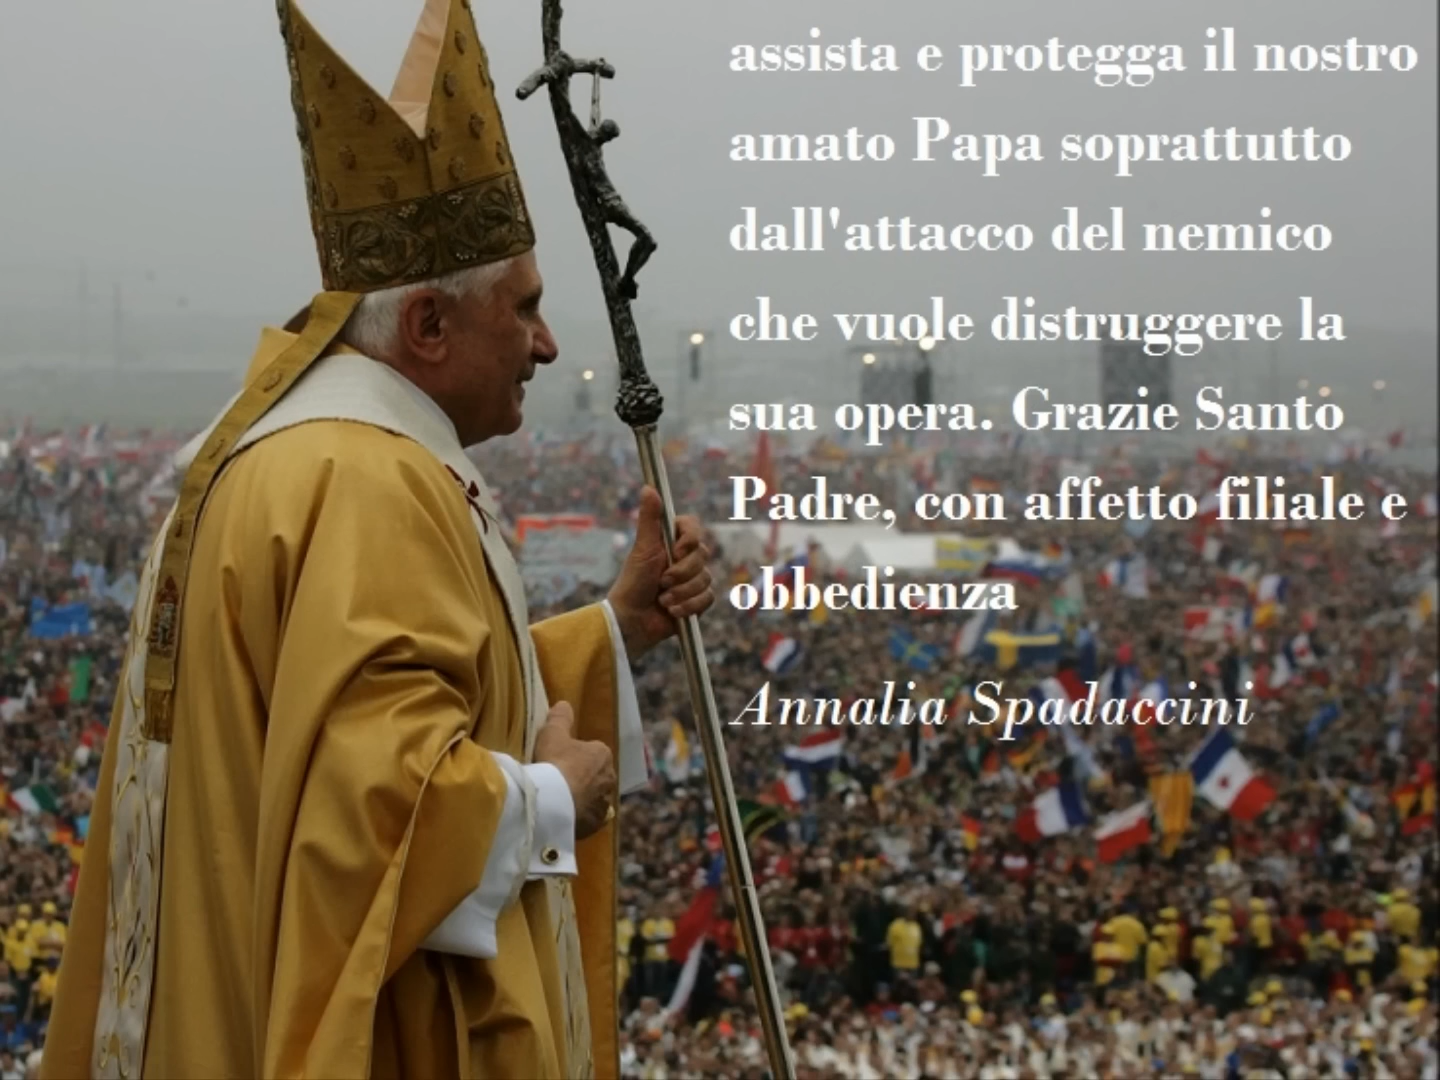 assista e protegga il nostro
amato Papa soprattutto
dall'attacco del nemico
che vuole distruggere la
sua opera. Grazie Santo
Padre, con affetto filiale e
obbedienza
Annalia Spadaccini